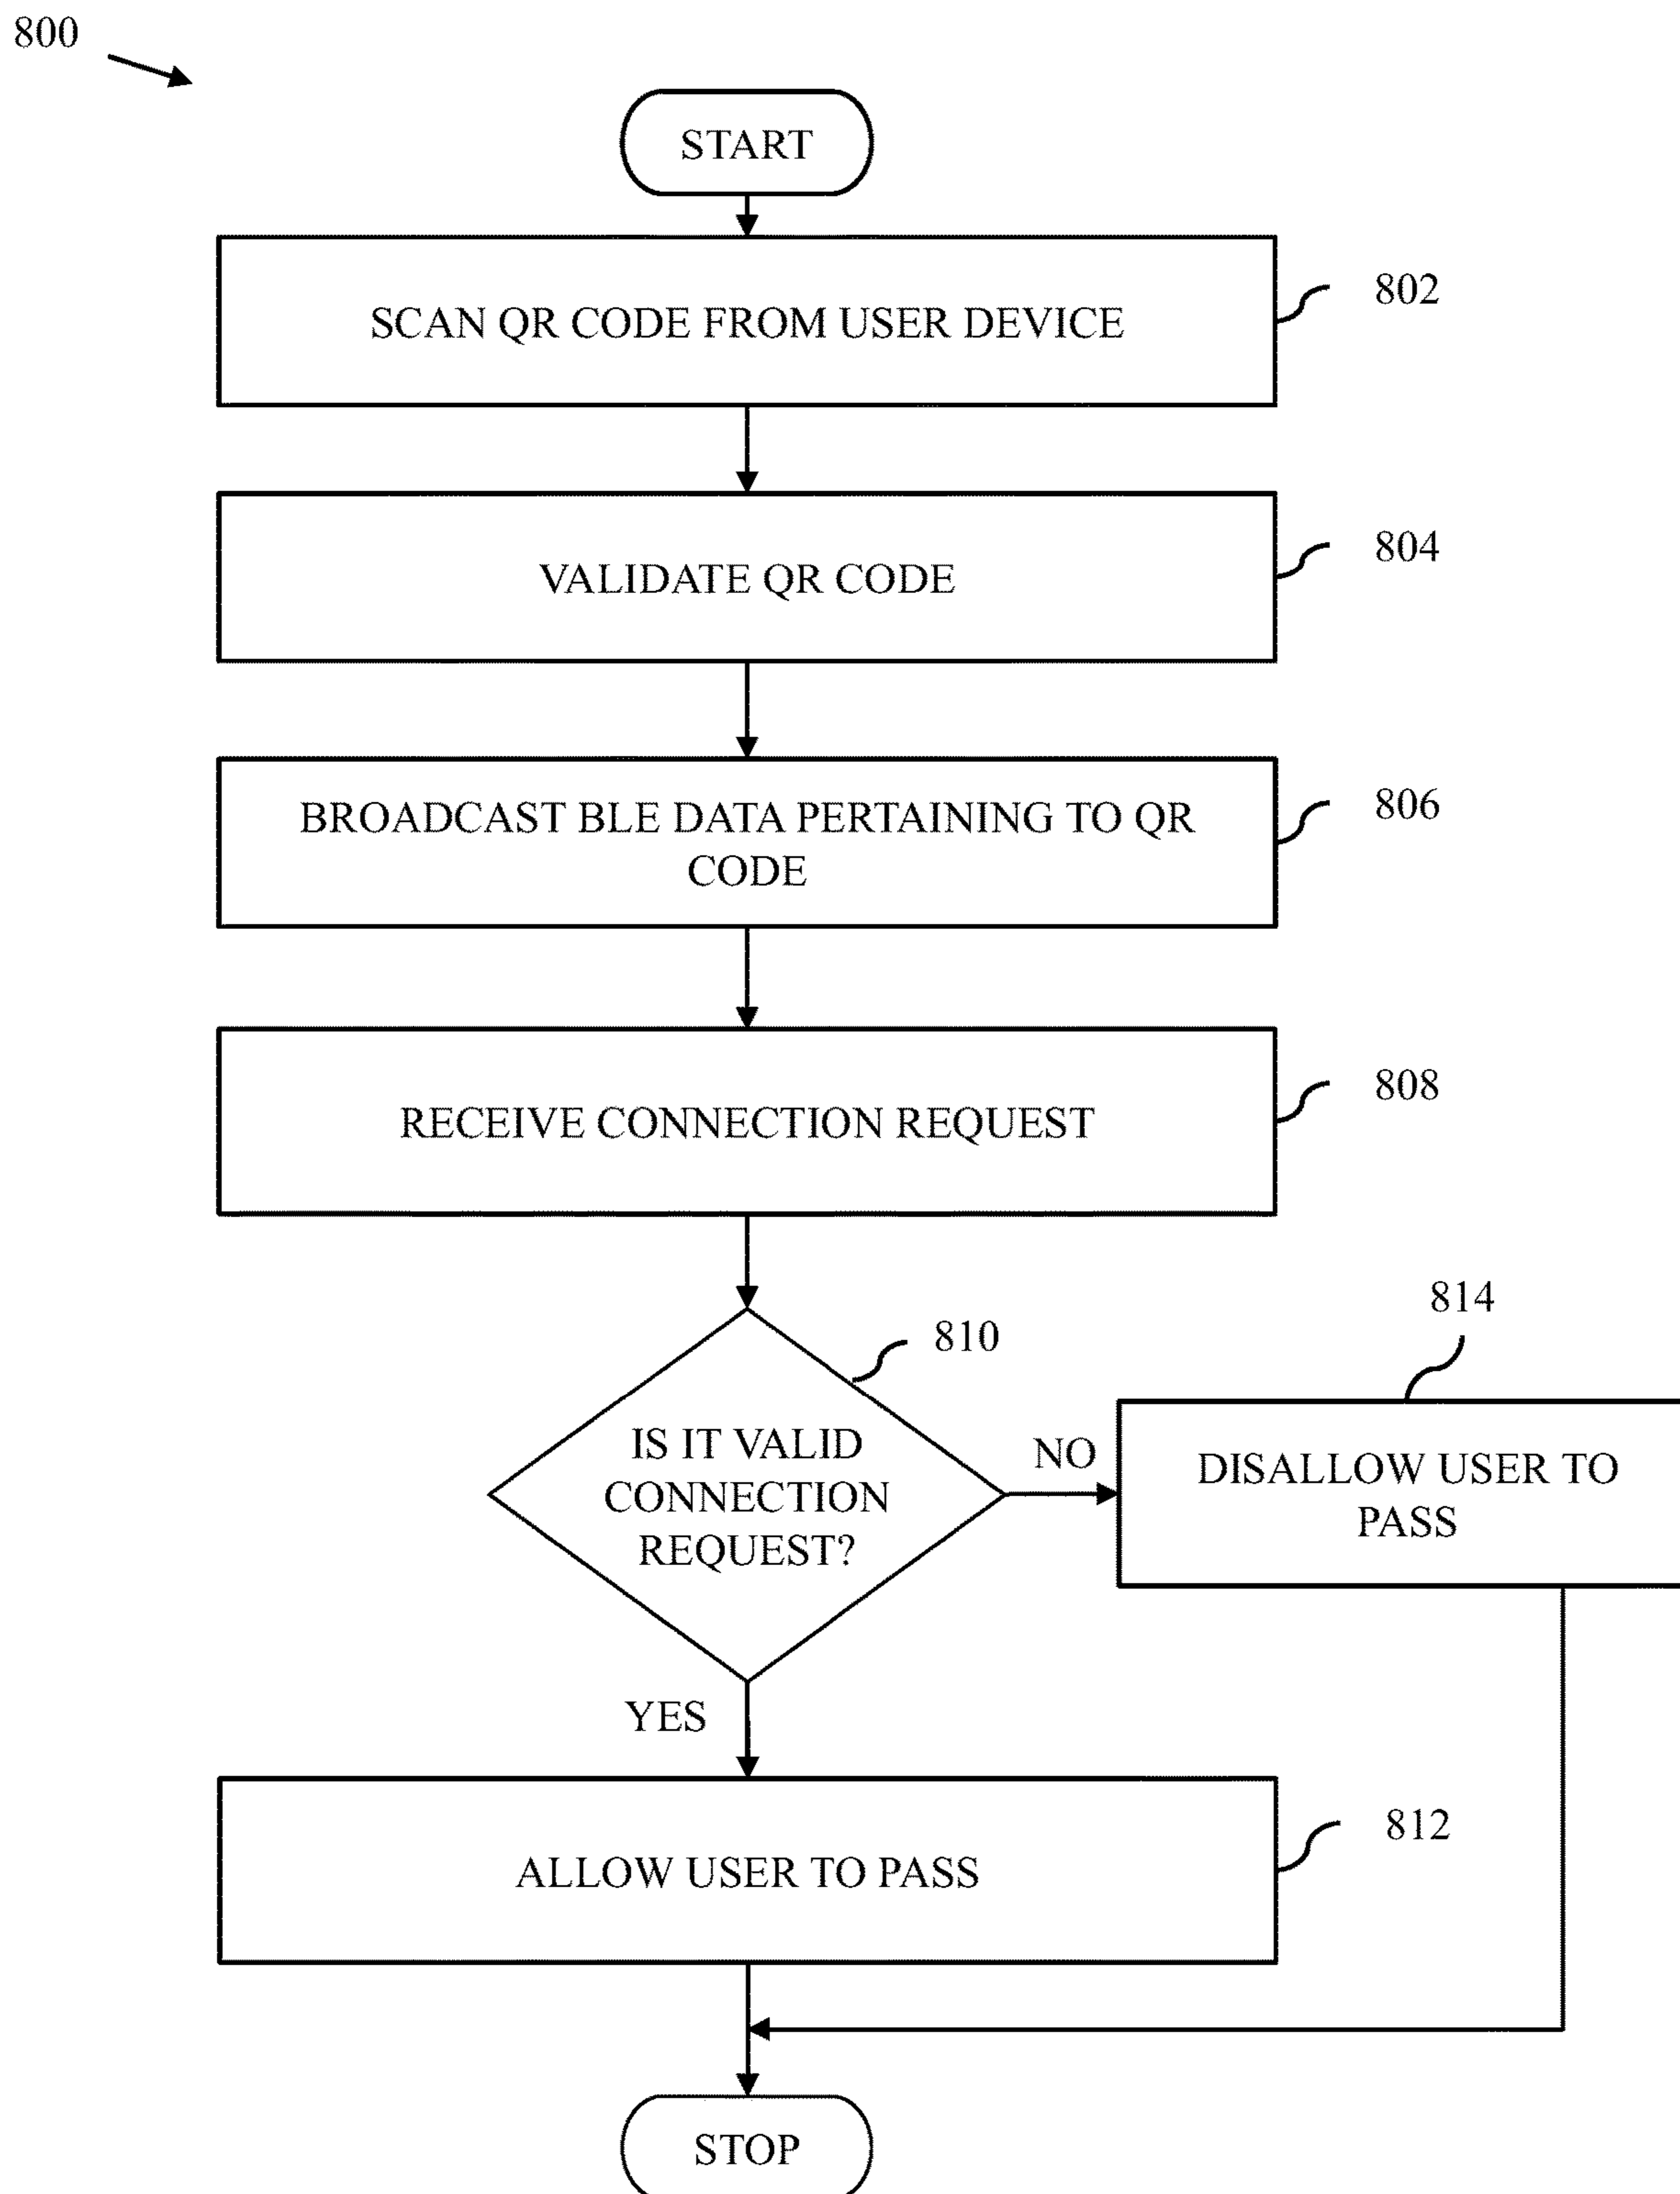 800
START
SCAN QR CODE FROM USER DEVICE
802
VALIDATE QR CODE
804
BROADCAST BLE DATA PERTAINING TO QR
CODE
806
RECEIVE CONNECTION REQUEST
808
810
IS IT VALID
CONNECTION
REQUEST?
NO
814
DISALLOW USER TO
PASS
YES
ALLOW USER TO PASS
812
STOP